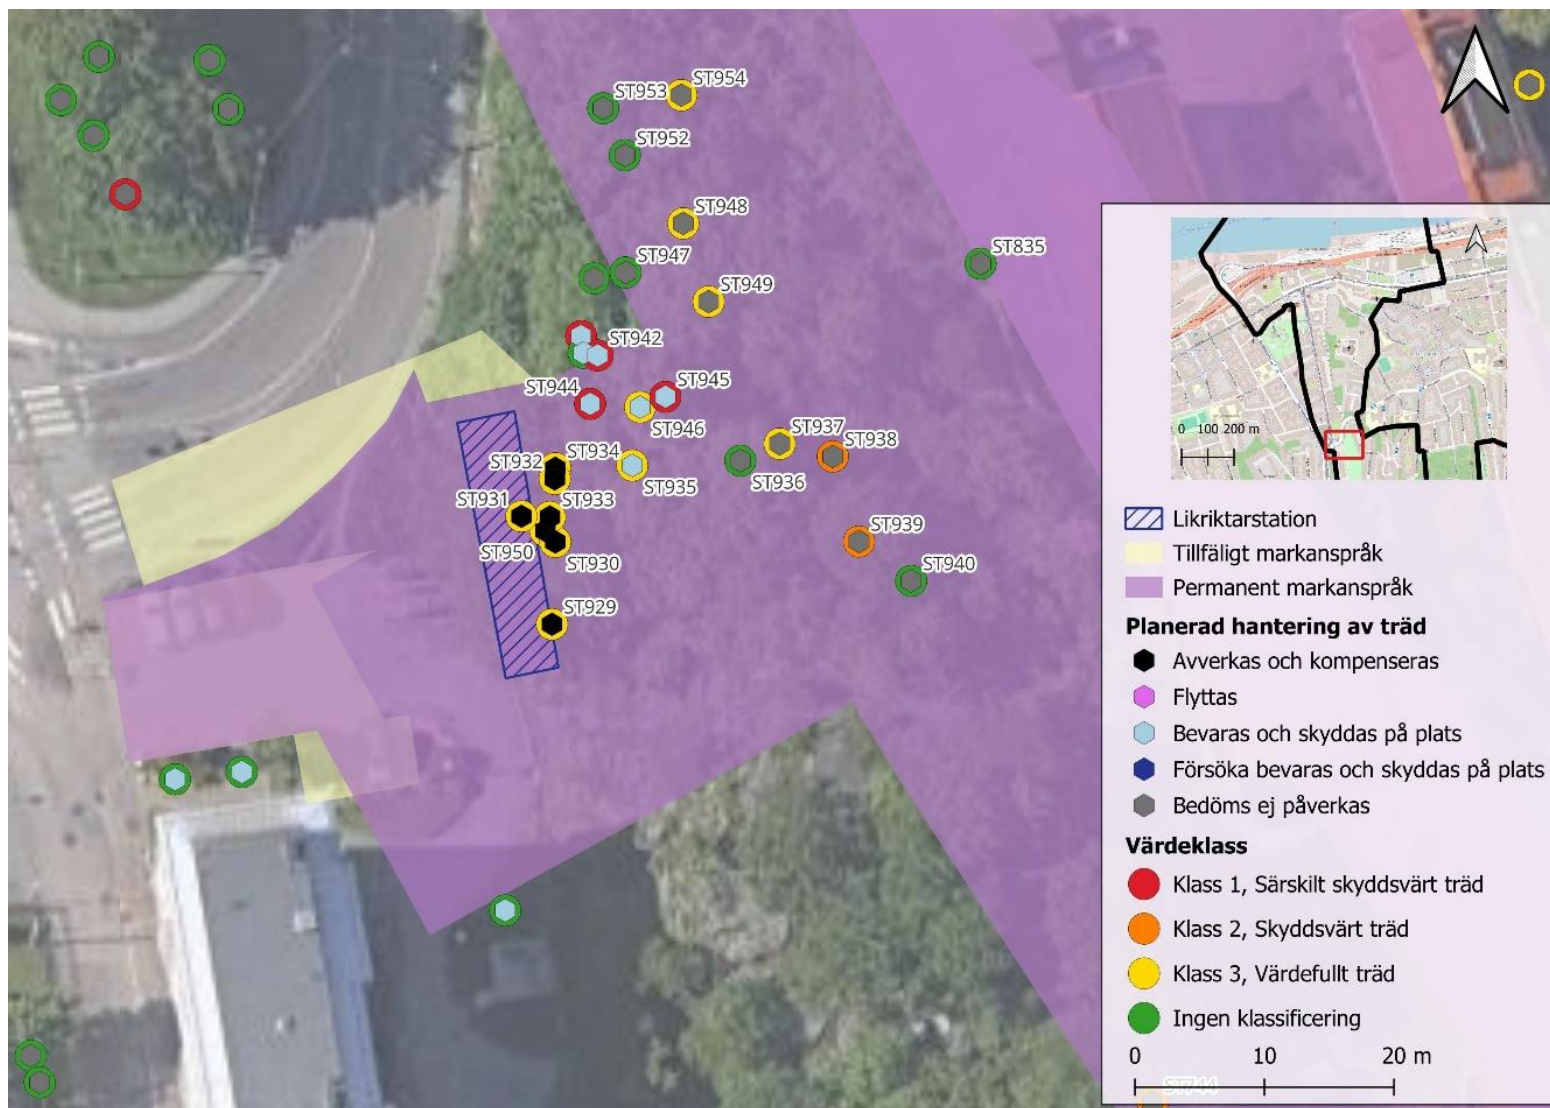 ST954
ST953
ST952
ST948
ST947
ST835
ST949
ST942
ST944
ST945
ST946
ST937
ST938
ST934
ST932
ST935
ST936
ST931
ST933
ST939
ST950
ST930
ST940
ST929
0 100 200 m
Likriktarstation
Tillfäligt markanspråk
Permanent markanspråk
Planerad hantering av träd
Avverkas och kompenseras
Flyttas
Bevaras och skyddas på plats
Försöka bevaras och skyddas på plats
Bedöms ej påverkas
Värdeklass
Klass 1, Särskilt skyddsvärt träd
Klass 2, Skyddsvärt träd
Klass 3, Värdefullt träd
Ingen klassificering
0 10 20 m
ST744